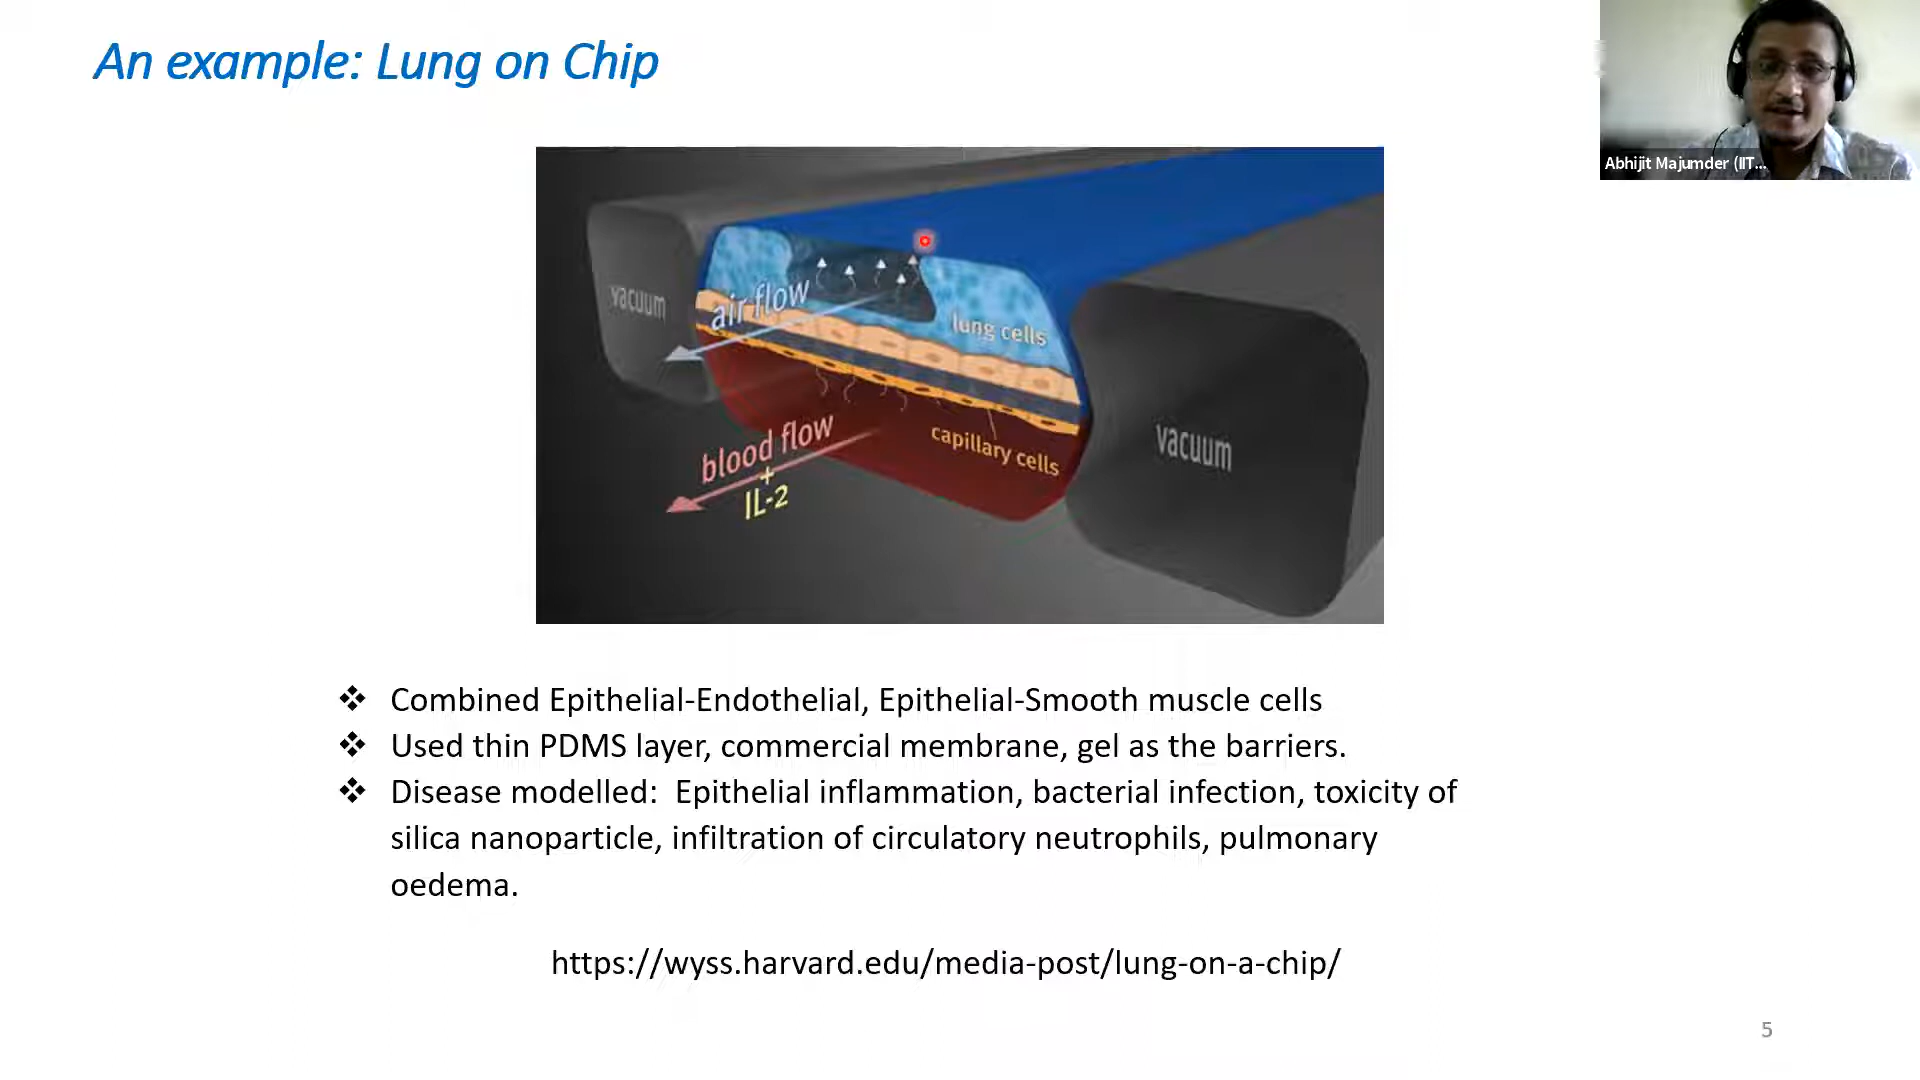 An example: Lung on Chip
Abhijit Majumder (IIT...
vacuum
air flow
lung cells
blood flow
+
IL-2
capillary cells
vacuum
❖ Combined Epithelial-Endothelial, Epithelial-Smooth muscle cells
❖ Used thin PDMS layer, commercial membrane, gel as the barriers.
❖ Disease modelled: Epithelial inflammation, bacterial infection, toxicity of
silica nanoparticle, infiltration of circulatory neutrophils, pulmonary
oedema.
https://wyss.harvard.edu/media-post/lung-on-a-chip/
5